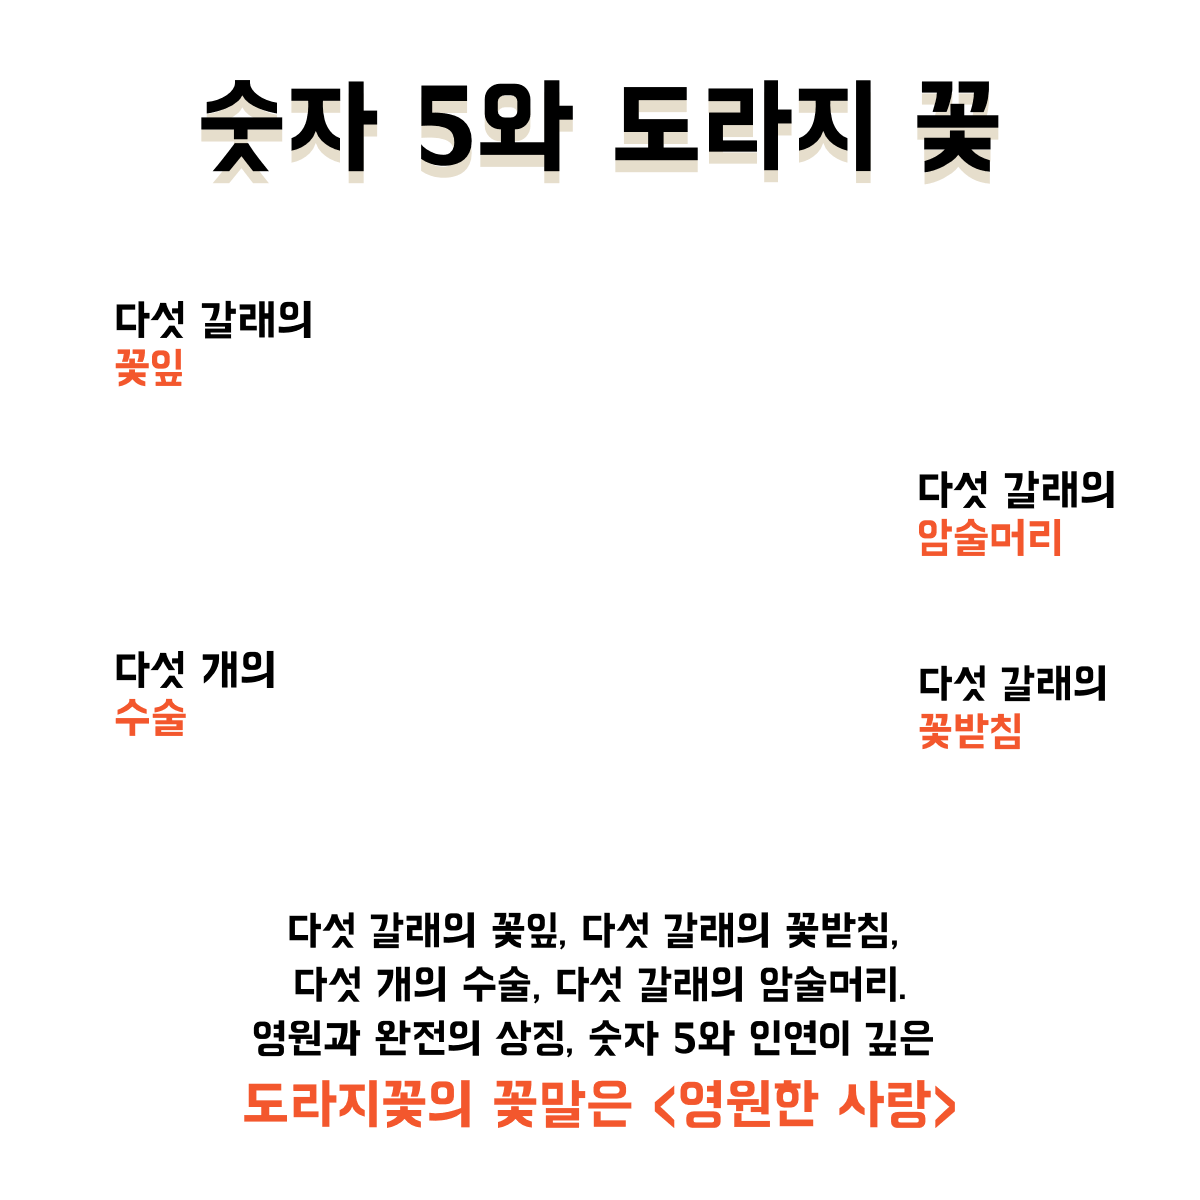 숫자 5와 도라지 꽃
다섯 갈래의
꽃잎
다섯 갈래의
암술머리
다섯 개의
수술
다섯 갈래의
꽃받침
다섯 갈래의 꽃잎, 다섯 갈래의 꽃받침,
다섯 개의 수술, 다섯 갈래의 암술머리.
영원과 완전의 상징, 숫자 5와 인연이 깊은
도라지꽃의 꽃말은 <영원한 사랑>